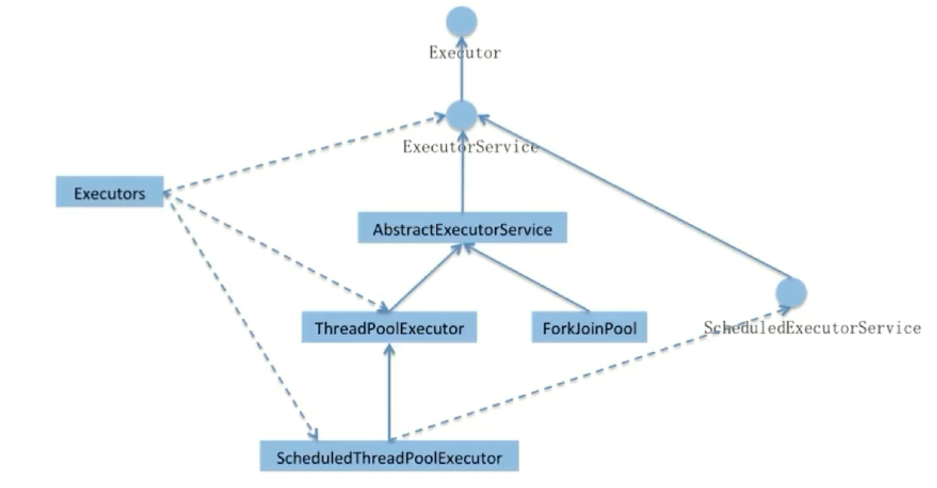 Executor
ExecutorService
Executors
AbstractExecutorService
ThreadPoolExecutor
ForkJoinPool
ScheduledExecutorService
ScheduledThreadPoolExecutor